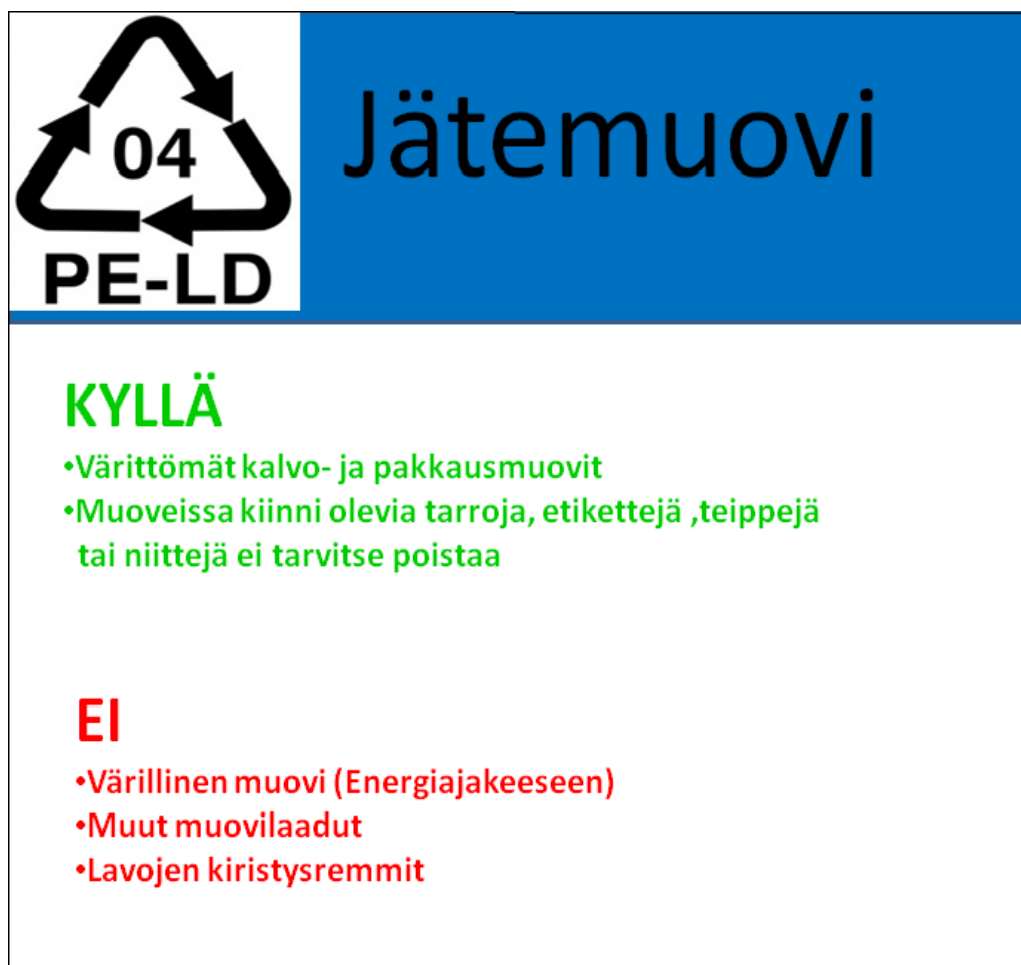 04
PE-LD
Jätemuovi
KYLLÄ
•Värittömät kalvo- ja pakkausmuovit
•Muoveissa kiinni olevia tarroja, etikettejä ,teippejä
tai niittejä ei tarvitse poistaa
EI
•Värillinen muovi (Energiajakeeseen)
•Muut muovilaadut
•Lavojen kiristysremmit